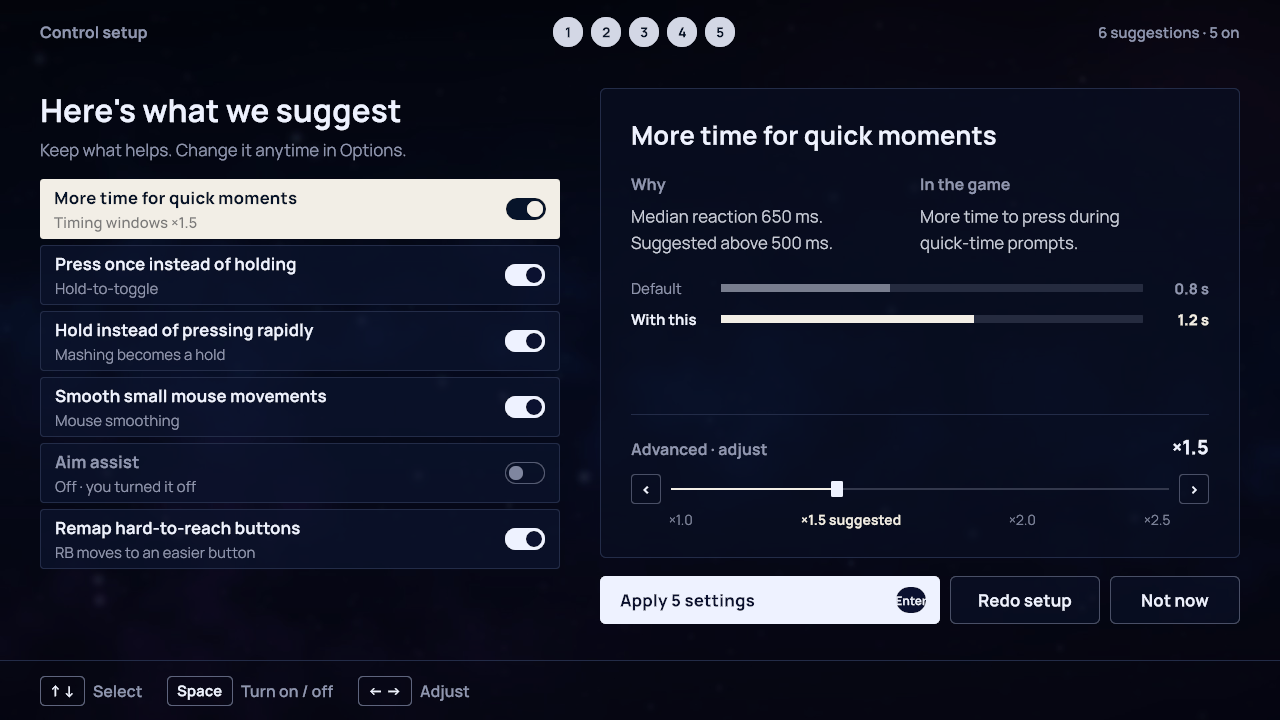 Control setup
1 2 3 4 5
6 suggestions · 5 on
Here's what we suggest
Keep what helps. Change it anytime in Options.
More time for quick moments
Timing windows ×1.5
Press once instead of holding
Hold-to-toggle
Hold instead of pressing rapidly
Mashing becomes a hold
Smooth small mouse movements
Mouse smoothing
Aim assist
Off · you turned it off
Remap hard-to-reach buttons
RB moves to an easier button
More time for quick moments
Why
Median reaction 650 ms.
Suggested above 500 ms.
In the game
More time to press during
quick-time prompts.
Default 0.8 s
With this 1.2 s
Advanced · adjust ×1.5
‹ ›
×1.0 ×1.5 suggested ×2.0 ×2.5
Apply 5 settings Enter
Redo setup
Not now
↑ ↓ Select Space Turn on / off ← → Adjust